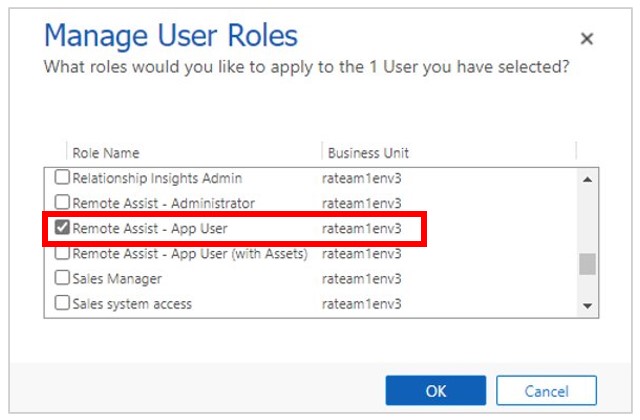 Manage User Roles
What roles would you like to apply to the 1 User you have selected?
Role Name Business Unit
Relationship Insights Admin rateam1env3
Remote Assist - Administrator rateam1env3
Remote Assist - App User rateam1env3
Remote Assist - App User (with Assets) rateam1env3
Sales Manager rateam1env3
Sales system access rateam1env3
OK Cancel